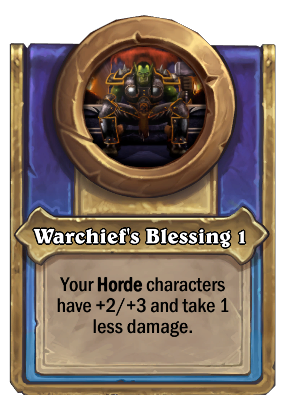 Warchief's Blessing 1
Your Horde characters
have +2/+3 and take 1
less damage.